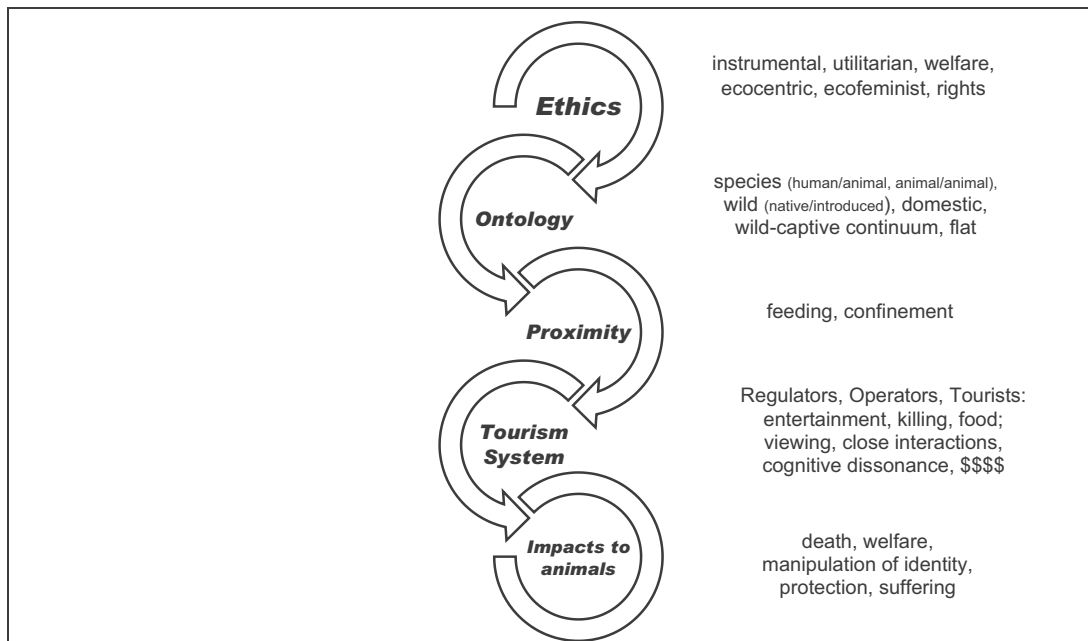 Ethics
instrumental, utilitarian, welfare,
ecocentric, ecofeminist, rights
Ontology
species (human/animal, animal/animal),
wild (native/introduced), domestic,
wild-captive continuum, flat
Proximity
feeding, confinement
Tourism
System
Regulators, Operators, Tourists:
entertainment, killing, food;
viewing, close interactions,
cognitive dissonance, $$$$
Impacts to
animals
death, welfare,
manipulation of identity,
protection, suffering